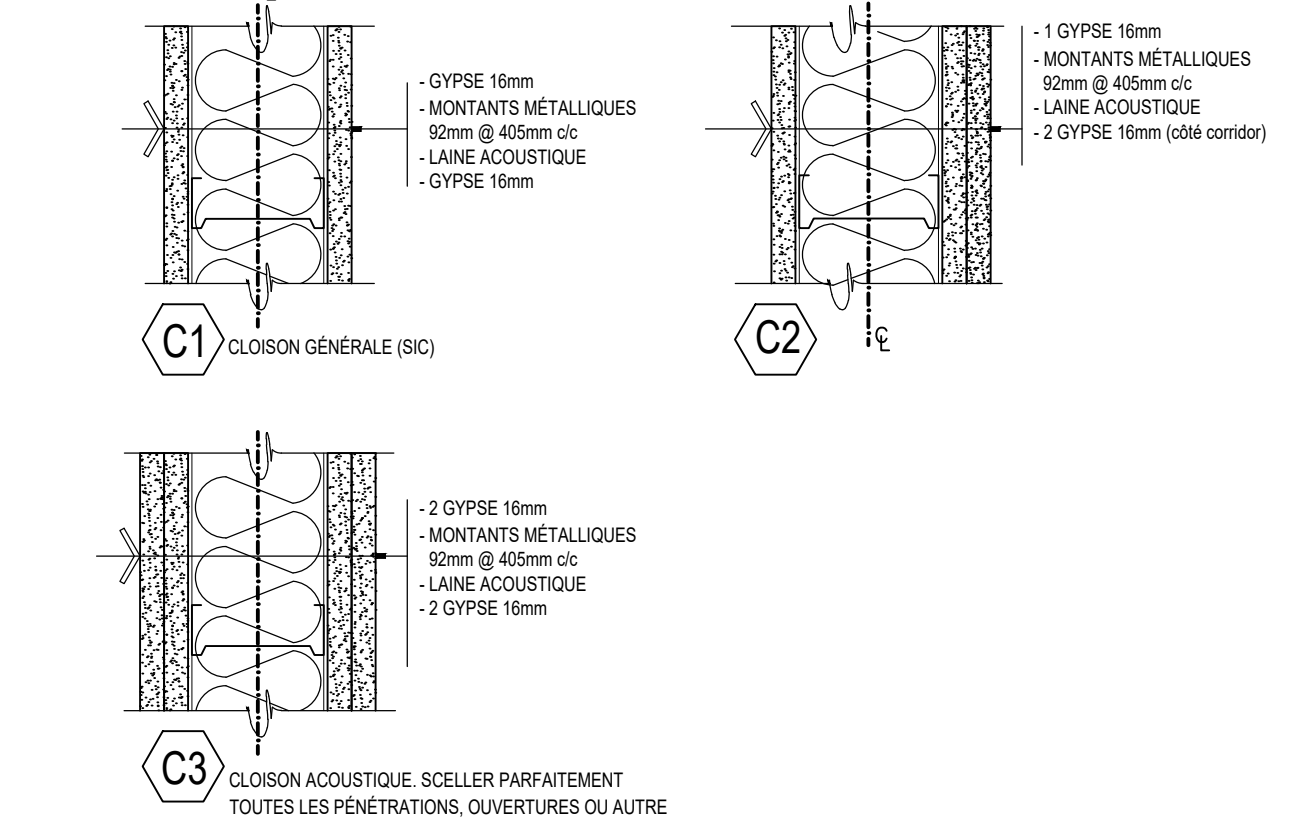 - GYPSE 16mm
- MONTANTS MÉTALLIQUES
92mm @ 405mm c/c
- LAINE ACOUSTIQUE
- GYPSE 16mm
C1
CLOISON GÉNÉRALE (SIC)
- 1 GYPSE 16mm
- MONTANTS MÉTALLIQUES
92mm @ 405mm c/c
- LAINE ACOUSTIQUE
- 2 GYPSE 16mm (côté corridor)
C2
℄
- 2 GYPSE 16mm
- MONTANTS MÉTALLIQUES
92mm @ 405mm c/c
- LAINE ACOUSTIQUE
- 2 GYPSE 16mm
C3
CLOISON ACOUSTIQUE. SCELLER PARFAITEMENT
TOUTES LES PÉNÉTRATIONS, OUVERTURES OU AUTRE